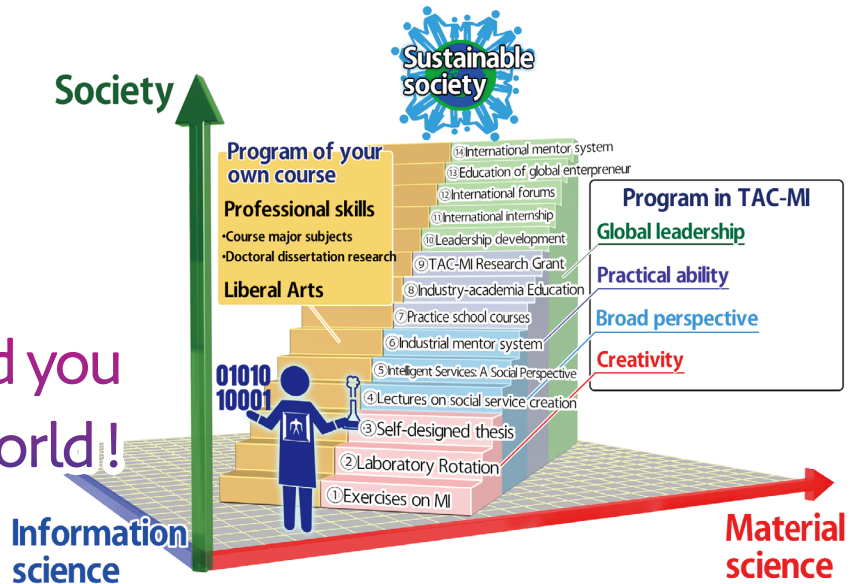 Sustainable
society
Society
Program of your
own course
Professional skills
•Course major subjects
•Doctoral dissertation research
Liberal Arts
⑭International mentor system
⑬Education of global enterpreneur
⑫International forums
⑪International internship
⑩Leadership development
⑨TAC-MI Research Grant
⑧Industry-academia Education
⑦Practice school courses
⑥Industrial mentor system
⑤Intelligent Services: A Social Perspective
④Lectures on social service creation
③Self-designed thesis
②Laboratory Rotation
①Exercises on MI
Program in TAC-MI
Global leadership
Practical ability
Broad perspective
Creativity
d you
orld !
01010
10001
Information
science
Material
science